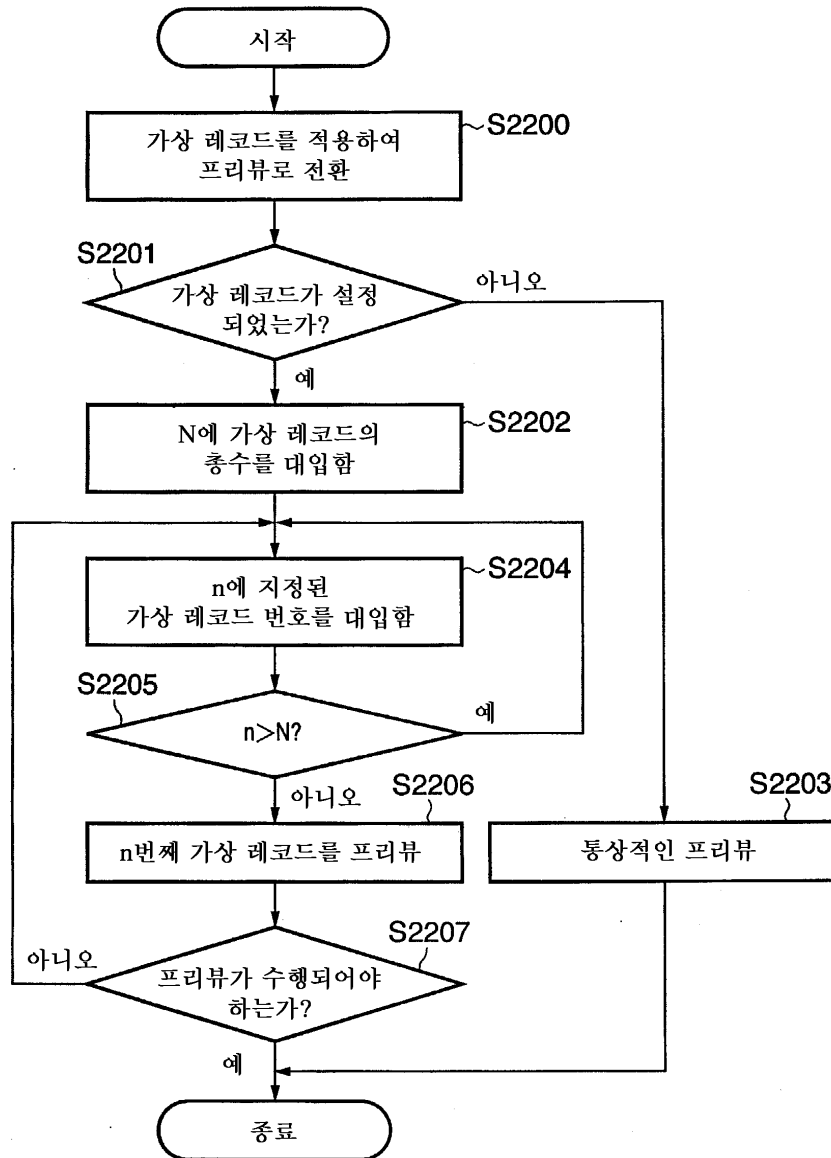 시작
가상 레코드를 적용하여
프리뷰로 전환
S2200
S2201
가상 레코드가 설정
되었는가?
아니오
예
N에 가상 레코드의
총수를 대입함
S2202
n에 지정된
가상 레코드 번호를 대입함
S2204
S2205
n>N?
예
아니오
S2206
n번째 가상 레코드를 프리뷰
S2203
통상적인 프리뷰
S2207
프리뷰가 수행되어야
하는가?
아니오
예
종료